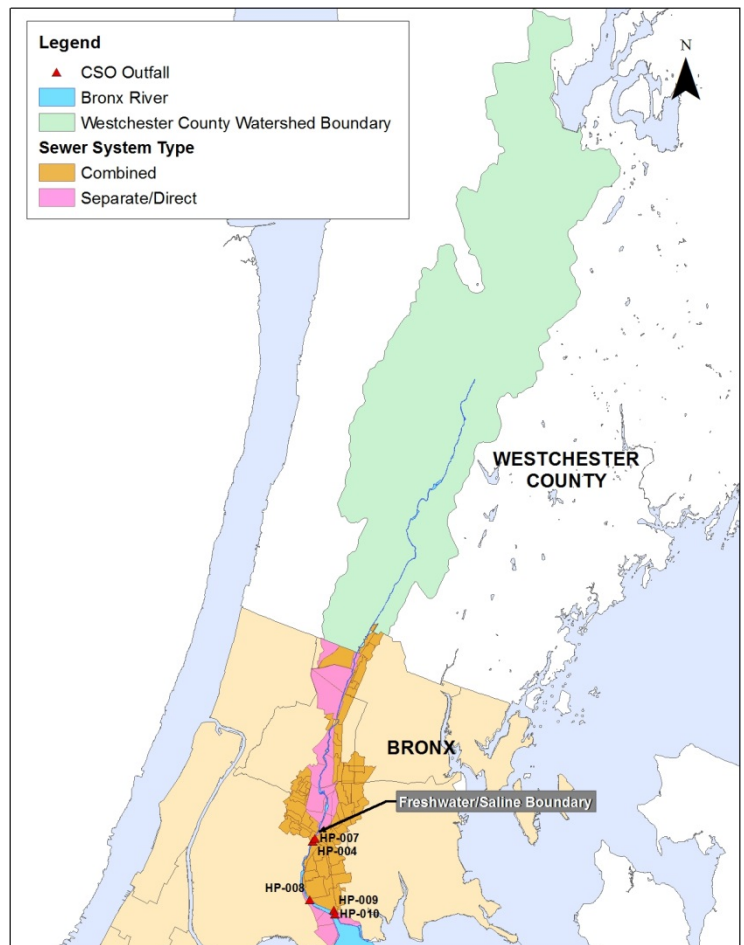 Legend
CSO Outfall
Bronx River
Westchester County Watershed Boundary
Sewer System Type
Combined
Separate/Direct
N
WESTCHESTER
COUNTY
BRONX
Freshwater/Saline Boundary
HP-007
HP-004
HP-008
HP-009
HP-010